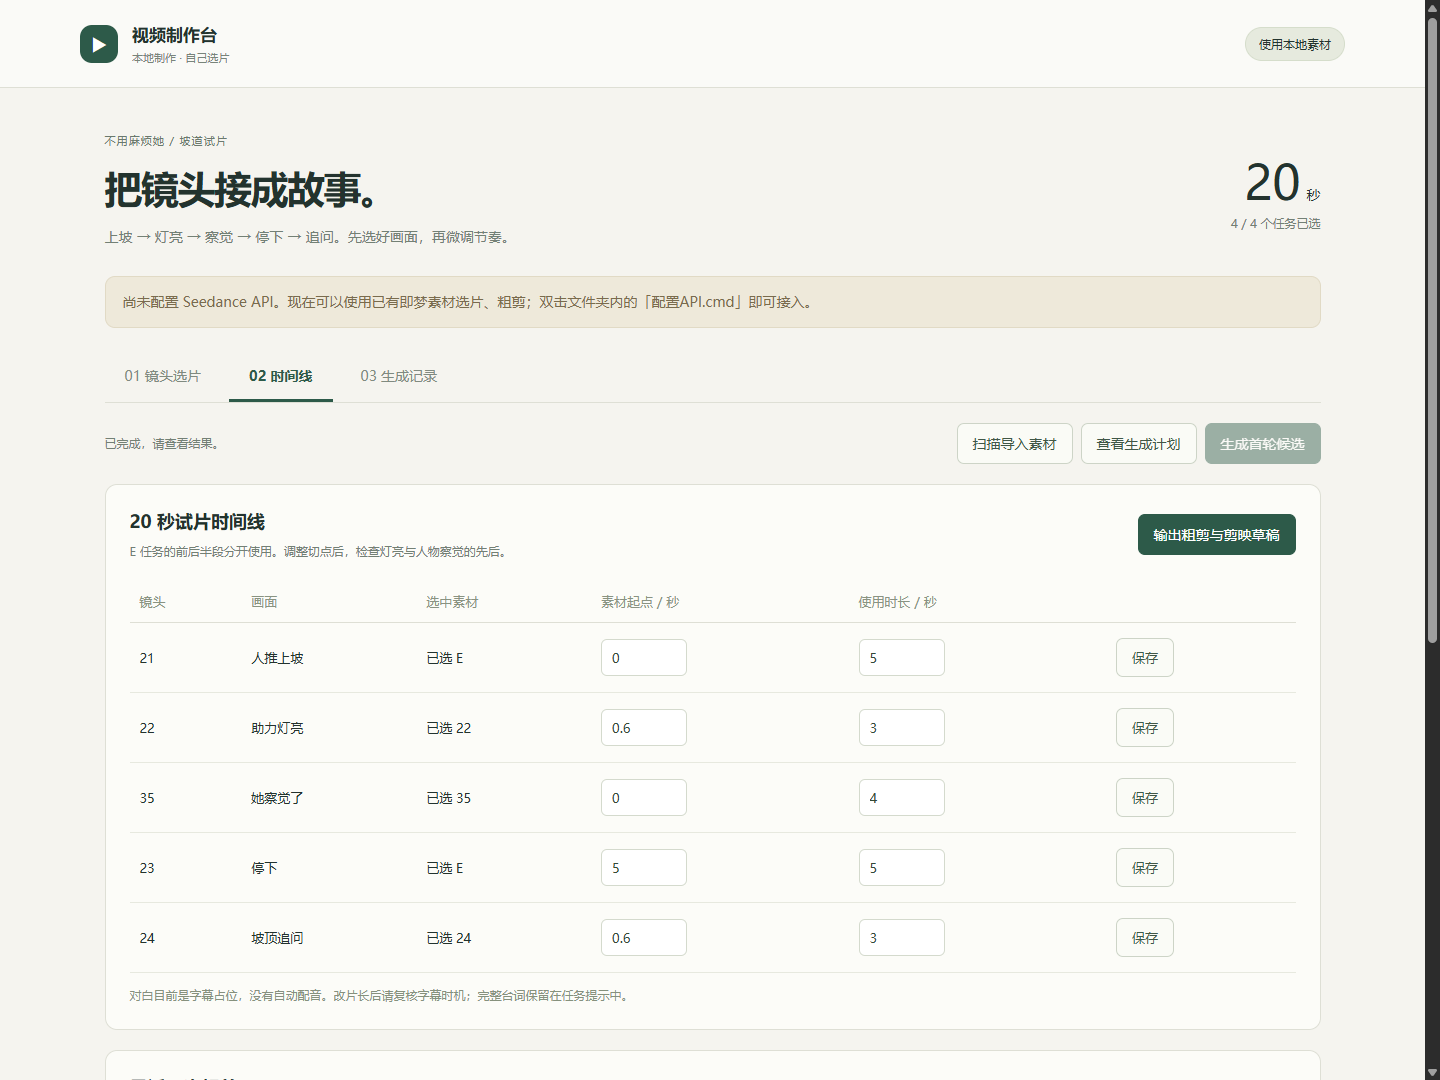 视频制作台
本地制作 · 自己选片
使用本地素材
不用麻烦她 / 坡道试片
把镜头接成故事。
上坡 → 灯亮 → 察觉 → 停下 → 追问。先选好画面，再微调节奏。
20 秒
4 / 4 个任务已选
尚未配置 Seedance API。现在可以使用已有即梦素材选片、粗剪；双击文件夹内的「配置API.cmd」即可接入。
01 镜头选片 02 时间线 03 生成记录
已完成，请查看结果。
扫描导入素材 查看生成计划 生成首轮候选
20 秒试片时间线
E 任务的前后半段分开使用。调整切点后，检查灯亮与人物察觉的先后。
输出粗剪与剪映草稿
镜头 画面 选中素材 素材起点 / 秒 使用时长 / 秒
21 人推上坡 已选 E 0 5 保存
22 助力灯亮 已选 22 0.6 3 保存
35 她察觉了 已选 35 0 4 保存
23 停下 已选 E 5 5 保存
24 坡顶追问 已选 24 0.6 3 保存
对白目前是字幕占位，没有自动配音。改片长后请复核字幕时机；完整台词保留在任务提示中。